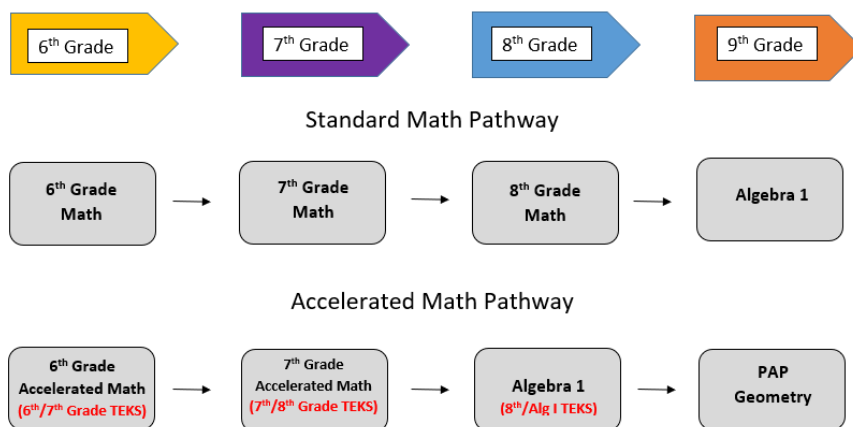 6th Grade
7th Grade
8th Grade
9th Grade
Standard Math Pathway
6th Grade
Math
7th Grade
Math
8th Grade
Math
Algebra 1
Accelerated Math Pathway
6th Grade
Accelerated Math
(6th/7th Grade TEKS)
7th Grade
Accelerated Math
(7th/8th Grade TEKS)
Algebra 1
(8th/Alg I TEKS)
PAP
Geometry